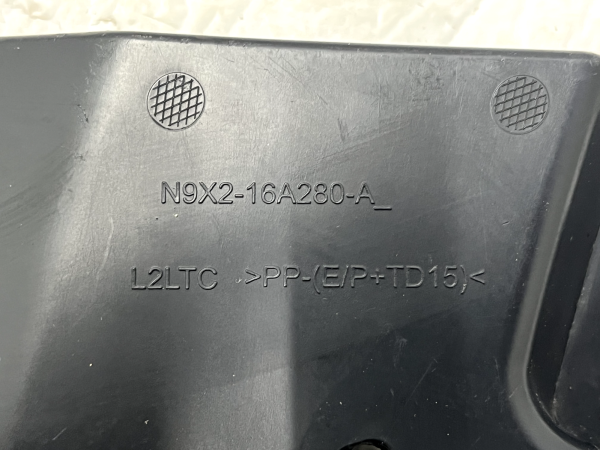 N9X2-16A280-A_
L2LTC >PP-(E/P+TD15)<